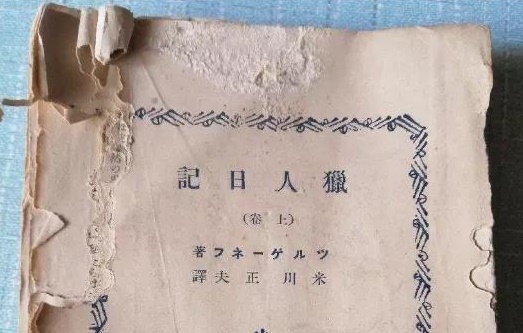 獵人日記
(上卷)
ツルゲーネフ著
米川正夫譯